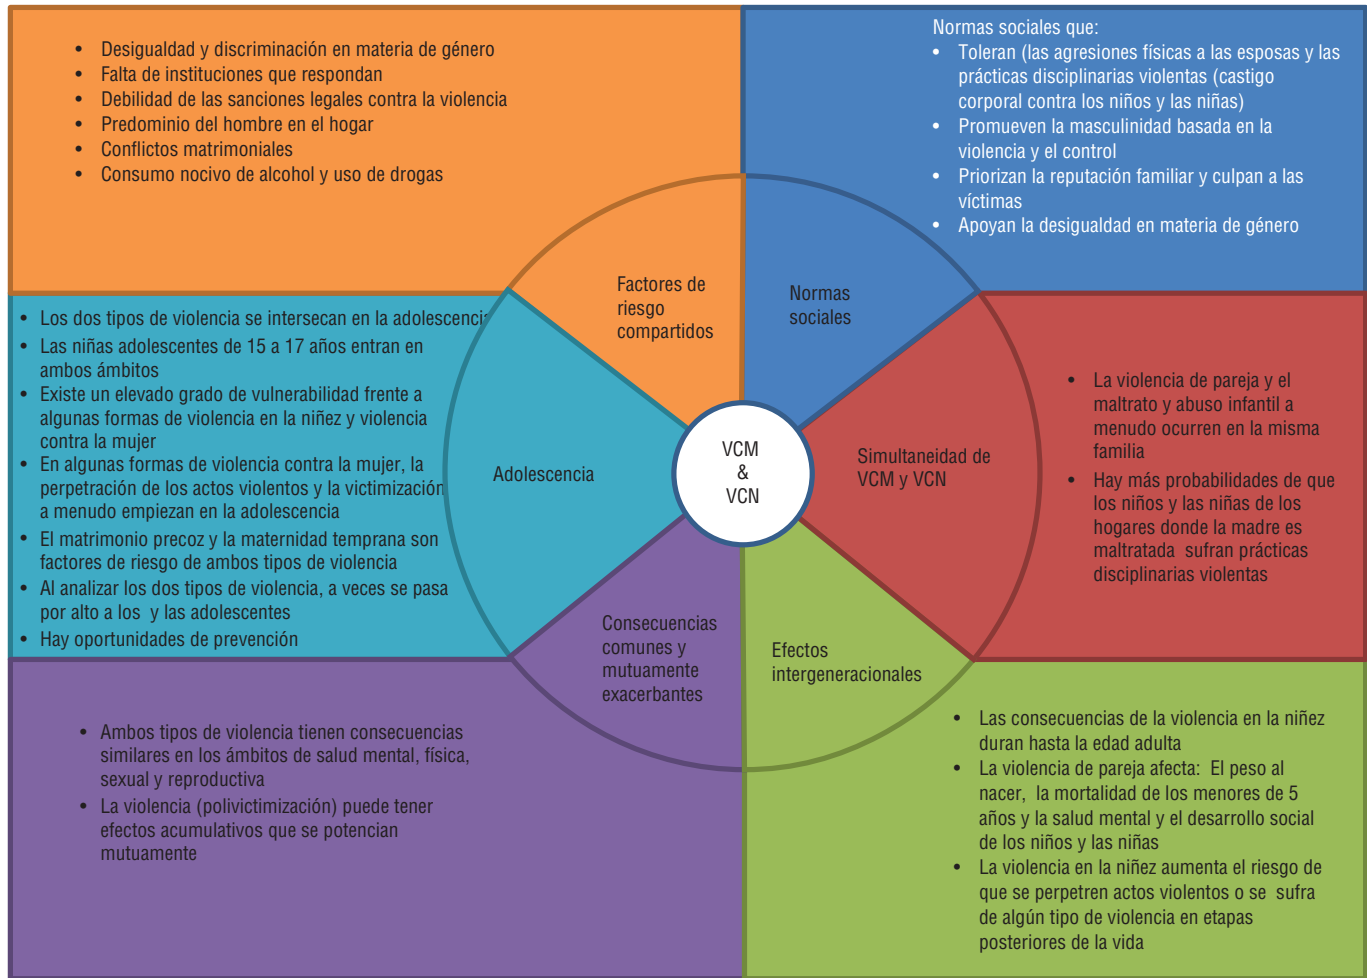 • Desigualdad y discriminación en materia de género
• Falta de instituciones que respondan
• Debilidad de las sanciones legales contra la violencia
• Predominio del hombre en el hogar
• Conflictos matrimoniales
• Consumo nocivo de alcohol y uso de drogas
Normas sociales que:
• Toleran (las agresiones físicas a las esposas y las
prácticas disciplinarias violentas (castigo
corporal contra los niños y las niñas)
• Promueven la masculinidad basada en la
violencia y el control
• Priorizan la reputación familiar y culpan a las
víctimas
• Apoyan la desigualdad en materia de género
Factores de
riesgo
compartidos
Normas
sociales
• Los dos tipos de violencia se intersecan en la adolescencia
• Las niñas adolescentes de 15 a 17 años entran en
ambos ámbitos
• Existe un elevado grado de vulnerabilidad frente a
algunas formas de violencia en la niñez y violencia
contra la mujer
• En algunas formas de violencia contra la mujer, la
perpetración de los actos violentos y la victimización
a menudo empiezan en la adolescencia
• El matrimonio precoz y la maternidad temprana son
factores de riesgo de ambos tipos de violencia
• Al analizar los dos tipos de violencia, a veces se pasa
por alto a los y las adolescentes
• Hay oportunidades de prevención
Adolescencia
VCM
&
VCN
Simultaneidad de
VCM y VCN
• La violencia de pareja y el
maltrato y abuso infantil a
menudo ocurren en la misma
familia
• Hay más probabilidades de que
los niños y las niñas de los
hogares donde la madre es
maltratada sufran prácticas
disciplinarias violentas
Consecuencias
comunes y
mutuamente
exacerbantes
Efectos
intergeneracionales
• Ambos tipos de violencia tienen consecuencias
similares en los ámbitos de salud mental, física,
sexual y reproductiva
• La violencia (polivictimización) puede tener
efectos acumulativos que se potencian
mutuamente
• Las consecuencias de la violencia en la niñez
duran hasta la edad adulta
• La violencia de pareja afecta: El peso al
nacer, la mortalidad de los menores de 5
años y la salud mental y el desarrollo social
de los niños y las niñas
• La violencia en la niñez aumenta el riesgo de
que se perpetren actos violentos o se sufra
de algún tipo de violencia en etapas
posteriores de la vida